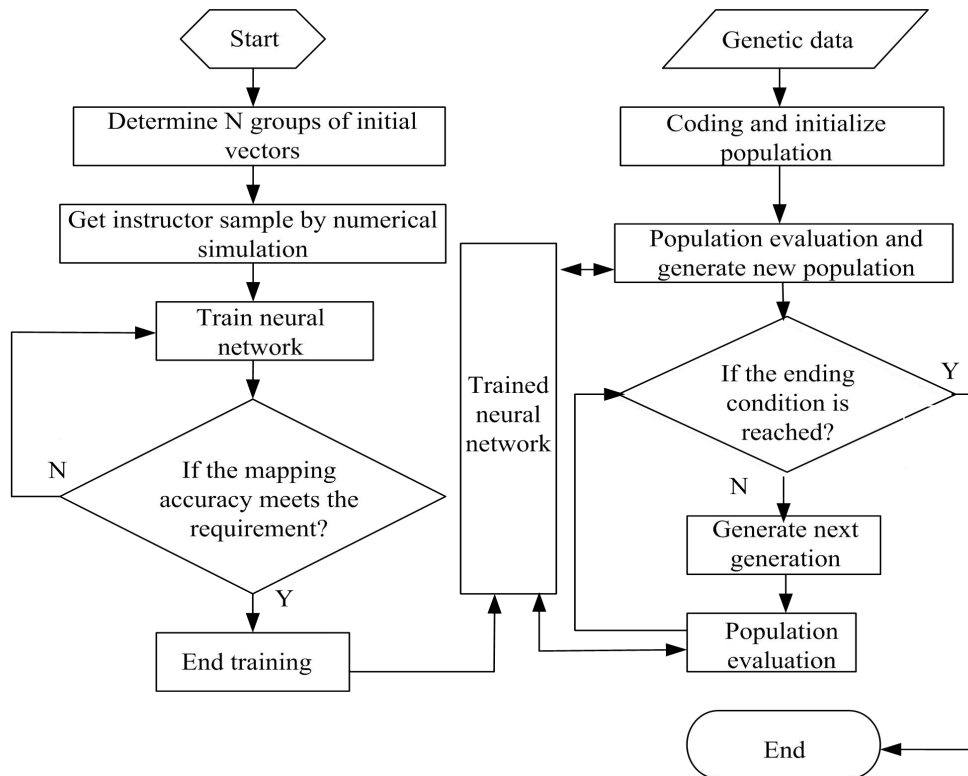 Start
Determine N groups of initial
vectors
Get instructor sample by numerical
simulation
Train neural
network
N
If the mapping
accuracy meets the
requirement?
Y
End training
Trained
neural
network
Genetic data
Coding and initialize
population
Population evaluation and
generate new population
If the ending
condition is
reached?
Y
N
Generate next
generation
Population
evaluation
End